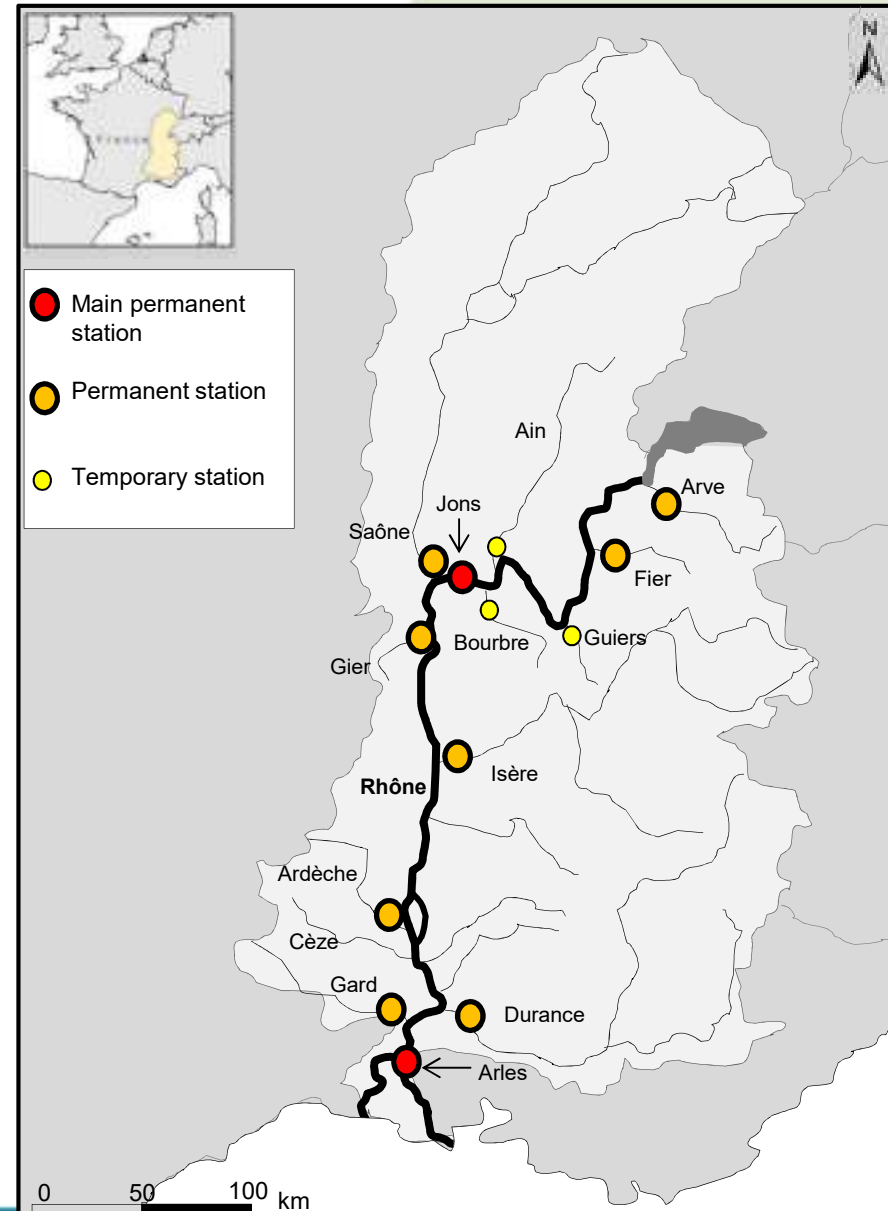 N
France
Main permanent
station
Permanent station
Temporary station
Ain
Arve
Jons
Saône
Fier
Bourbre
Guiers
Gier
Isère
Rhône
Ardèche
Cèze
Gard
Durance
Arles
0 50 100 km